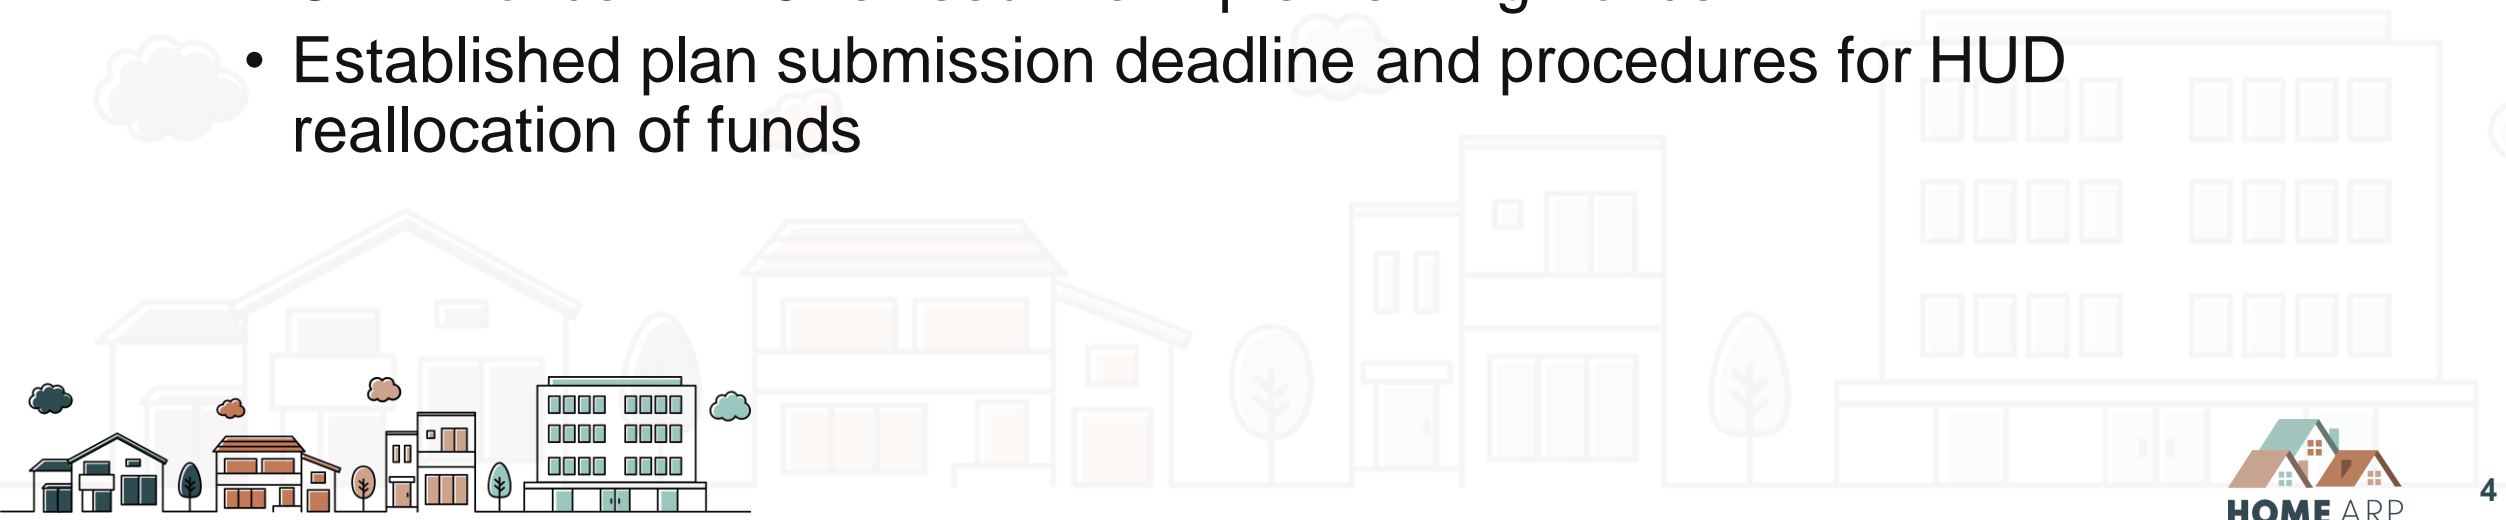 • Established plan submission deadline and procedures for HUD
reallocation of funds
4
HOME ARP